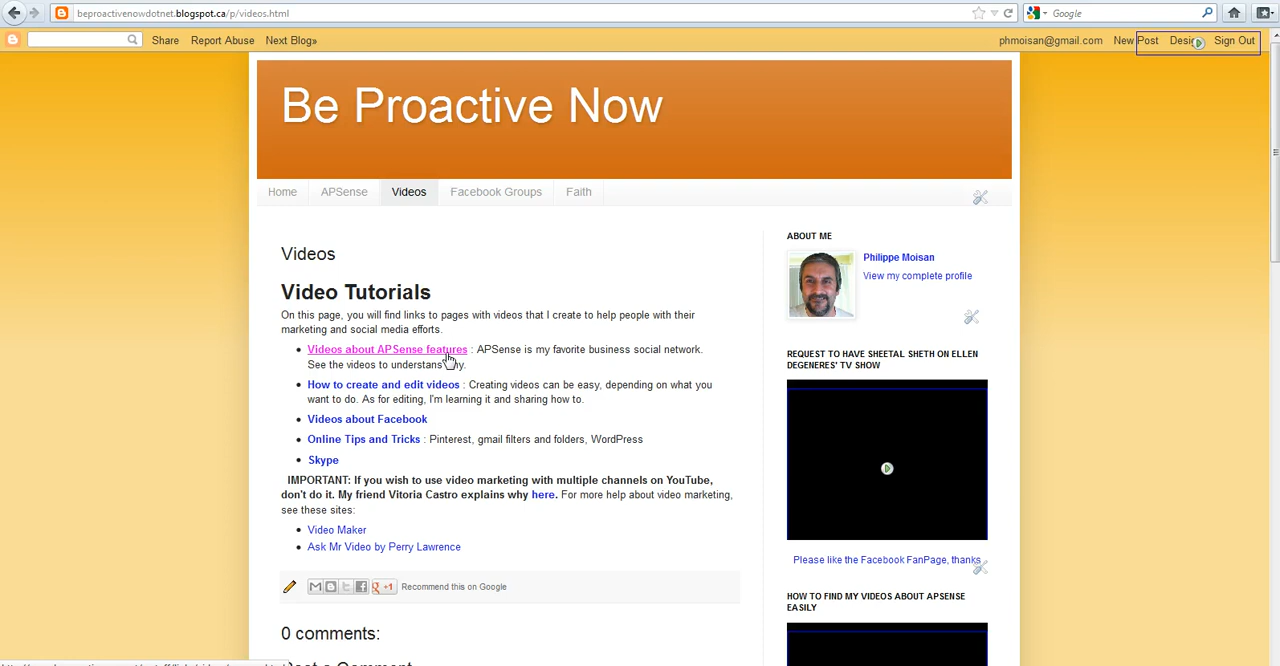 beproactivenowdotnet.blogspot.ca/p/videos.html
Google
Share Report Abuse Next Blog»
phmoisan@gmail.com New Post Sign Out
Be Proactive Now
Home APSense Videos Facebook Groups Faith
Videos
Video Tutorials
On this page, you will find links to pages with videos that I create to help people with their
marketing and social media efforts.
Videos about APSense features : APSense is my favorite business social network.
See the videos to understans
How to create and edit videos : Creating videos can be easy, depending on what you
want to do. As for editing, I'm learning it and sharing how to.
Videos about Facebook
Online Tips and Tricks : Pinterest, gmail filters and folders, WordPress
Skype
IMPORTANT: If you wish to use video marketing with multiple channels on YouTube,
don't do it. My friend Vitoria Castro explains why here. For more help about video marketing,
see these sites:
Video Maker
Ask Mr Video by Perry Lawrence
+1 Recommend this on Google
0 comments:
ABOUT ME
Philippe Moisan
View my complete profile
REQUEST TO HAVE SHEETAL SHETH ON ELLEN
DEGENERES' TV SHOW
Please like the Facebook FanPage, thanks
HOW TO FIND MY VIDEOS ABOUT APSENSE
EASILY